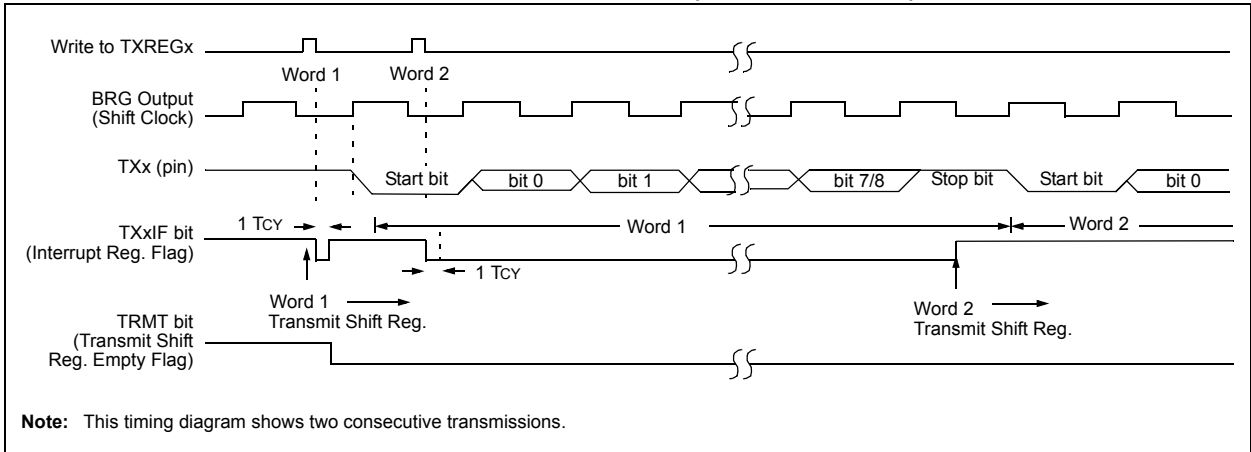 Write to TXREGx
Word 1
Word 2
BRG Output
(Shift Clock)
TXx (pin)
Start bit
bit 0
bit 1
bit 7/8
Stop bit
Start bit
bit 0
1 TCY
Word 1
Word 2
TXxIF bit
(Interrupt Reg. Flag)
1 TCY
Word 1
Transmit Shift Reg.
Word 2
Transmit Shift Reg.
TRMT bit
(Transmit Shift
Reg. Empty Flag)
Note: This timing diagram shows two consecutive transmissions.